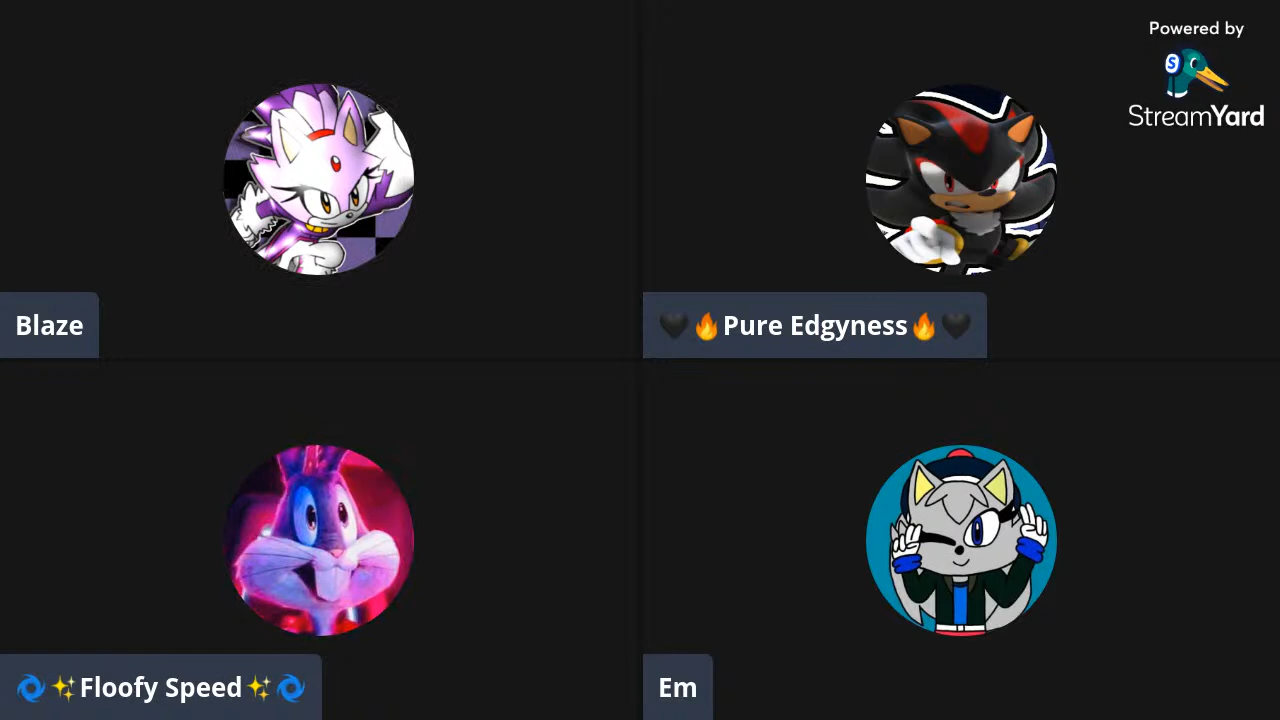 Powered by
S
StreamYard
Blaze
🖤🔥Pure Edgyness🔥🖤
🌀✨Floofy Speed✨🌀
Em